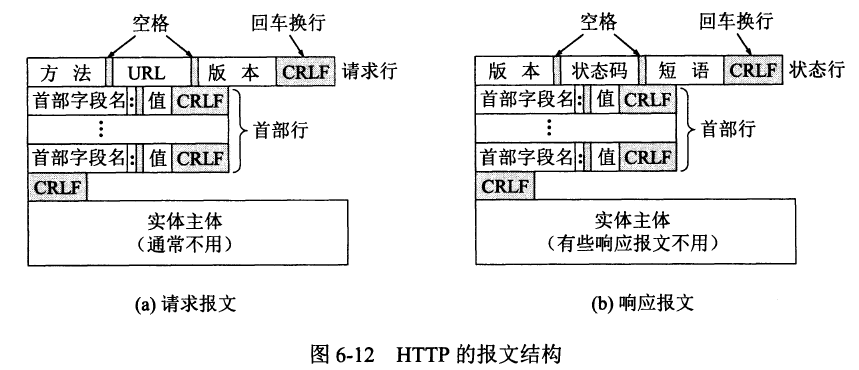 空格 回车换行
方 法 URL 版 本 CRLF 请求行
首部字段名: 值 CRLF
⋮ 首部行
首部字段名: 值 CRLF
CRLF
实体主体
(通常不用)
(a) 请求报文
空格 回车换行
版 本 状态码 短 语 CRLF 状态行
首部字段名: 值 CRLF
⋮ 首部行
首部字段名: 值 CRLF
CRLF
实体主体
(有些响应报文不用)
(b) 响应报文
图 6-12 HTTP 的报文结构